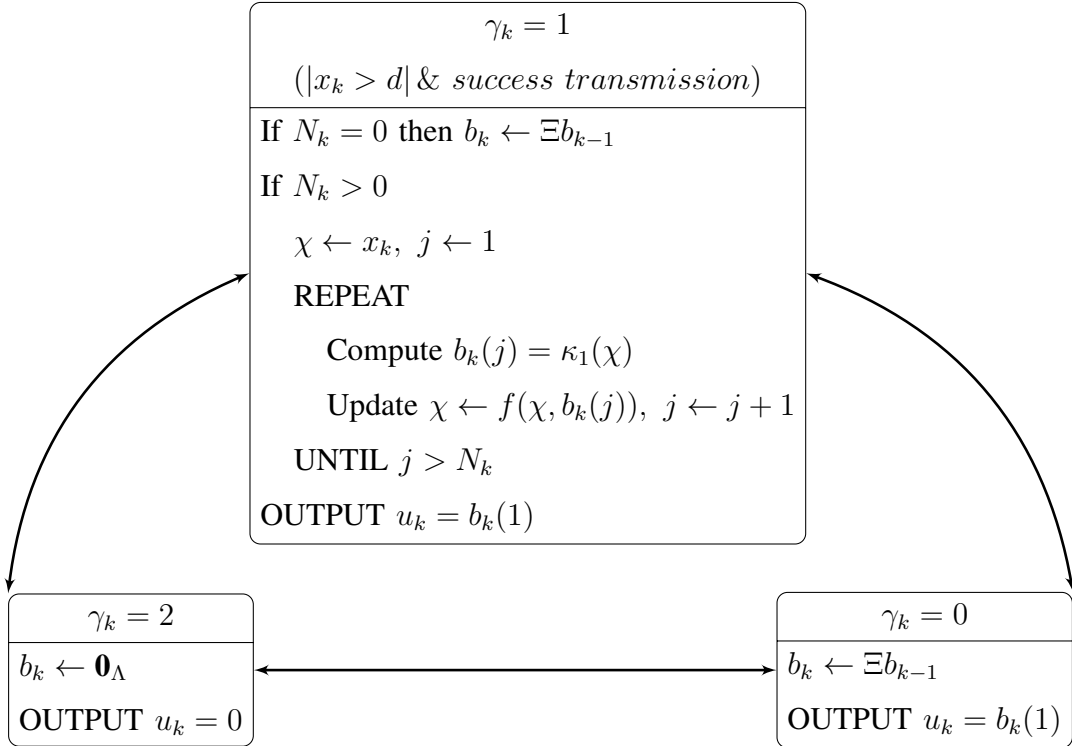 γ_k = 1
(|x_k > d| & success transmission)
If N_k = 0 then b_k ← Ξb_{k−1}
If N_k > 0
χ ← x_k, j ← 1
REPEAT
Compute b_k(j) = κ_1(χ)
Update χ ← f(χ, b_k(j)), j ← j + 1
UNTIL j > N_k
OUTPUT u_k = b_k(1)
γ_k = 2
b_k ← 𝟎_Λ
OUTPUT u_k = 0
γ_k = 0
b_k ← Ξb_{k−1}
OUTPUT u_k = b_k(1)